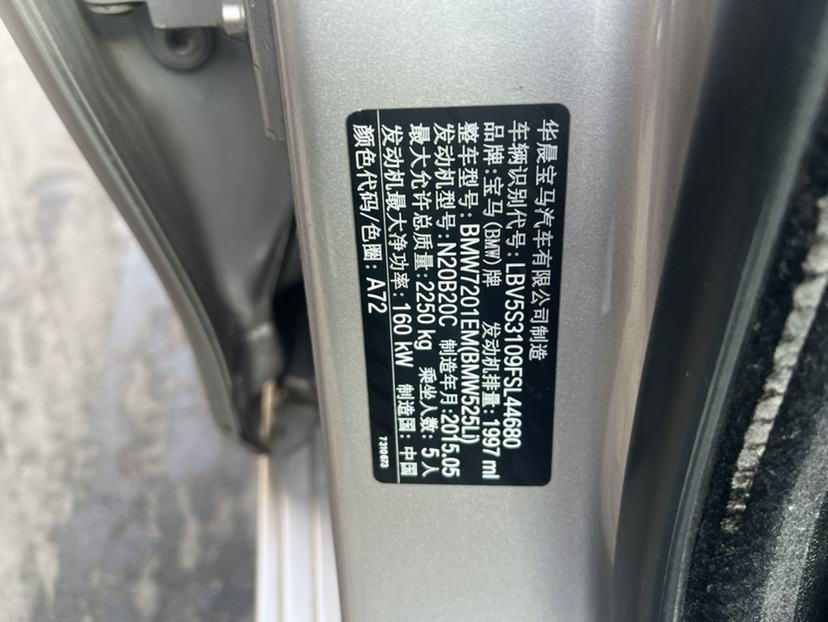 华晨宝马汽车有限公司制造
车辆识别代号: LBV5S3109FSL44680
品牌: 宝马(BMW)牌 发动机排量: 1997 ml
整车型号: BMW7201EM(BMW525Li)
发动机型号: N20B20C 制造年月: 2015.05
最大允许总质量: 2250 kg 乘坐人数: 5 人
发动机最大净功率: 160 kW 制造国: 中国
颜色代码/色圈: A72
7 310 673